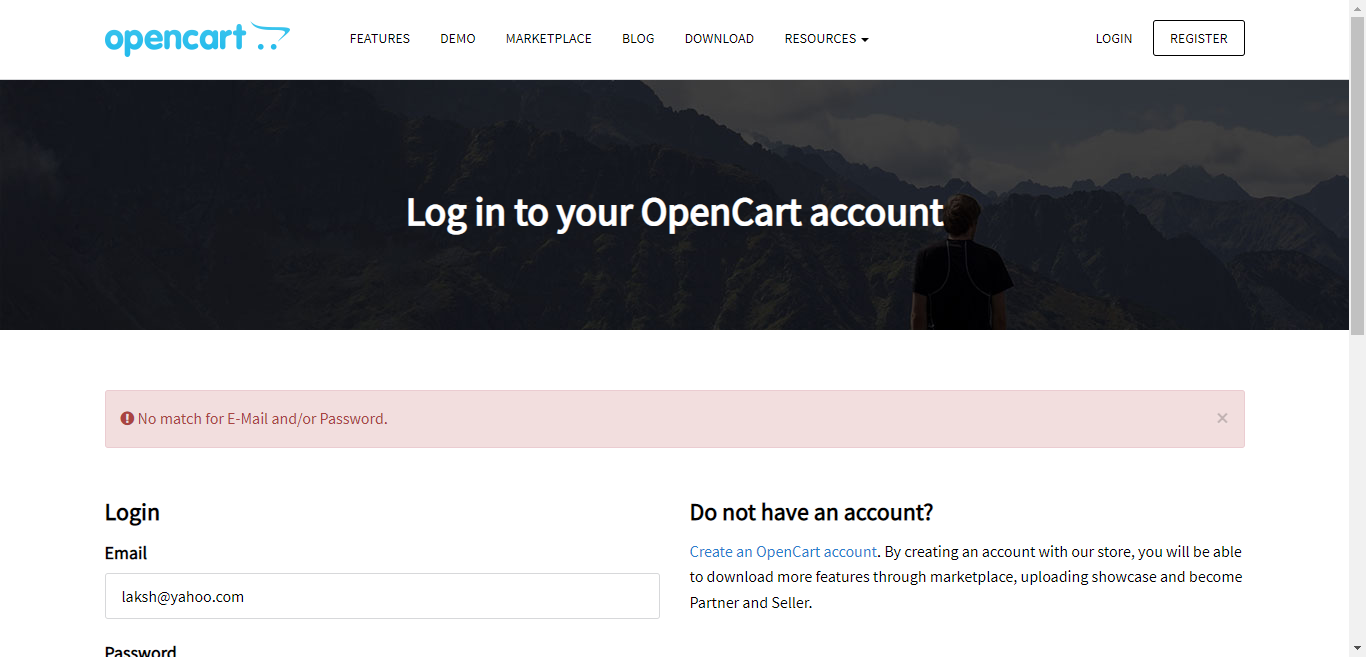 opencart
FEATURES DEMO MARKETPLACE BLOG DOWNLOAD RESOURCES LOGIN REGISTER
Log in to your OpenCart account
No match for E-Mail and/or Password. ×
Login
Email
laksh@yahoo.com
Password
Do not have an account?
Create an OpenCart account. By creating an account with our store, you will be able
to download more features through marketplace, uploading showcase and become
Partner and Seller.